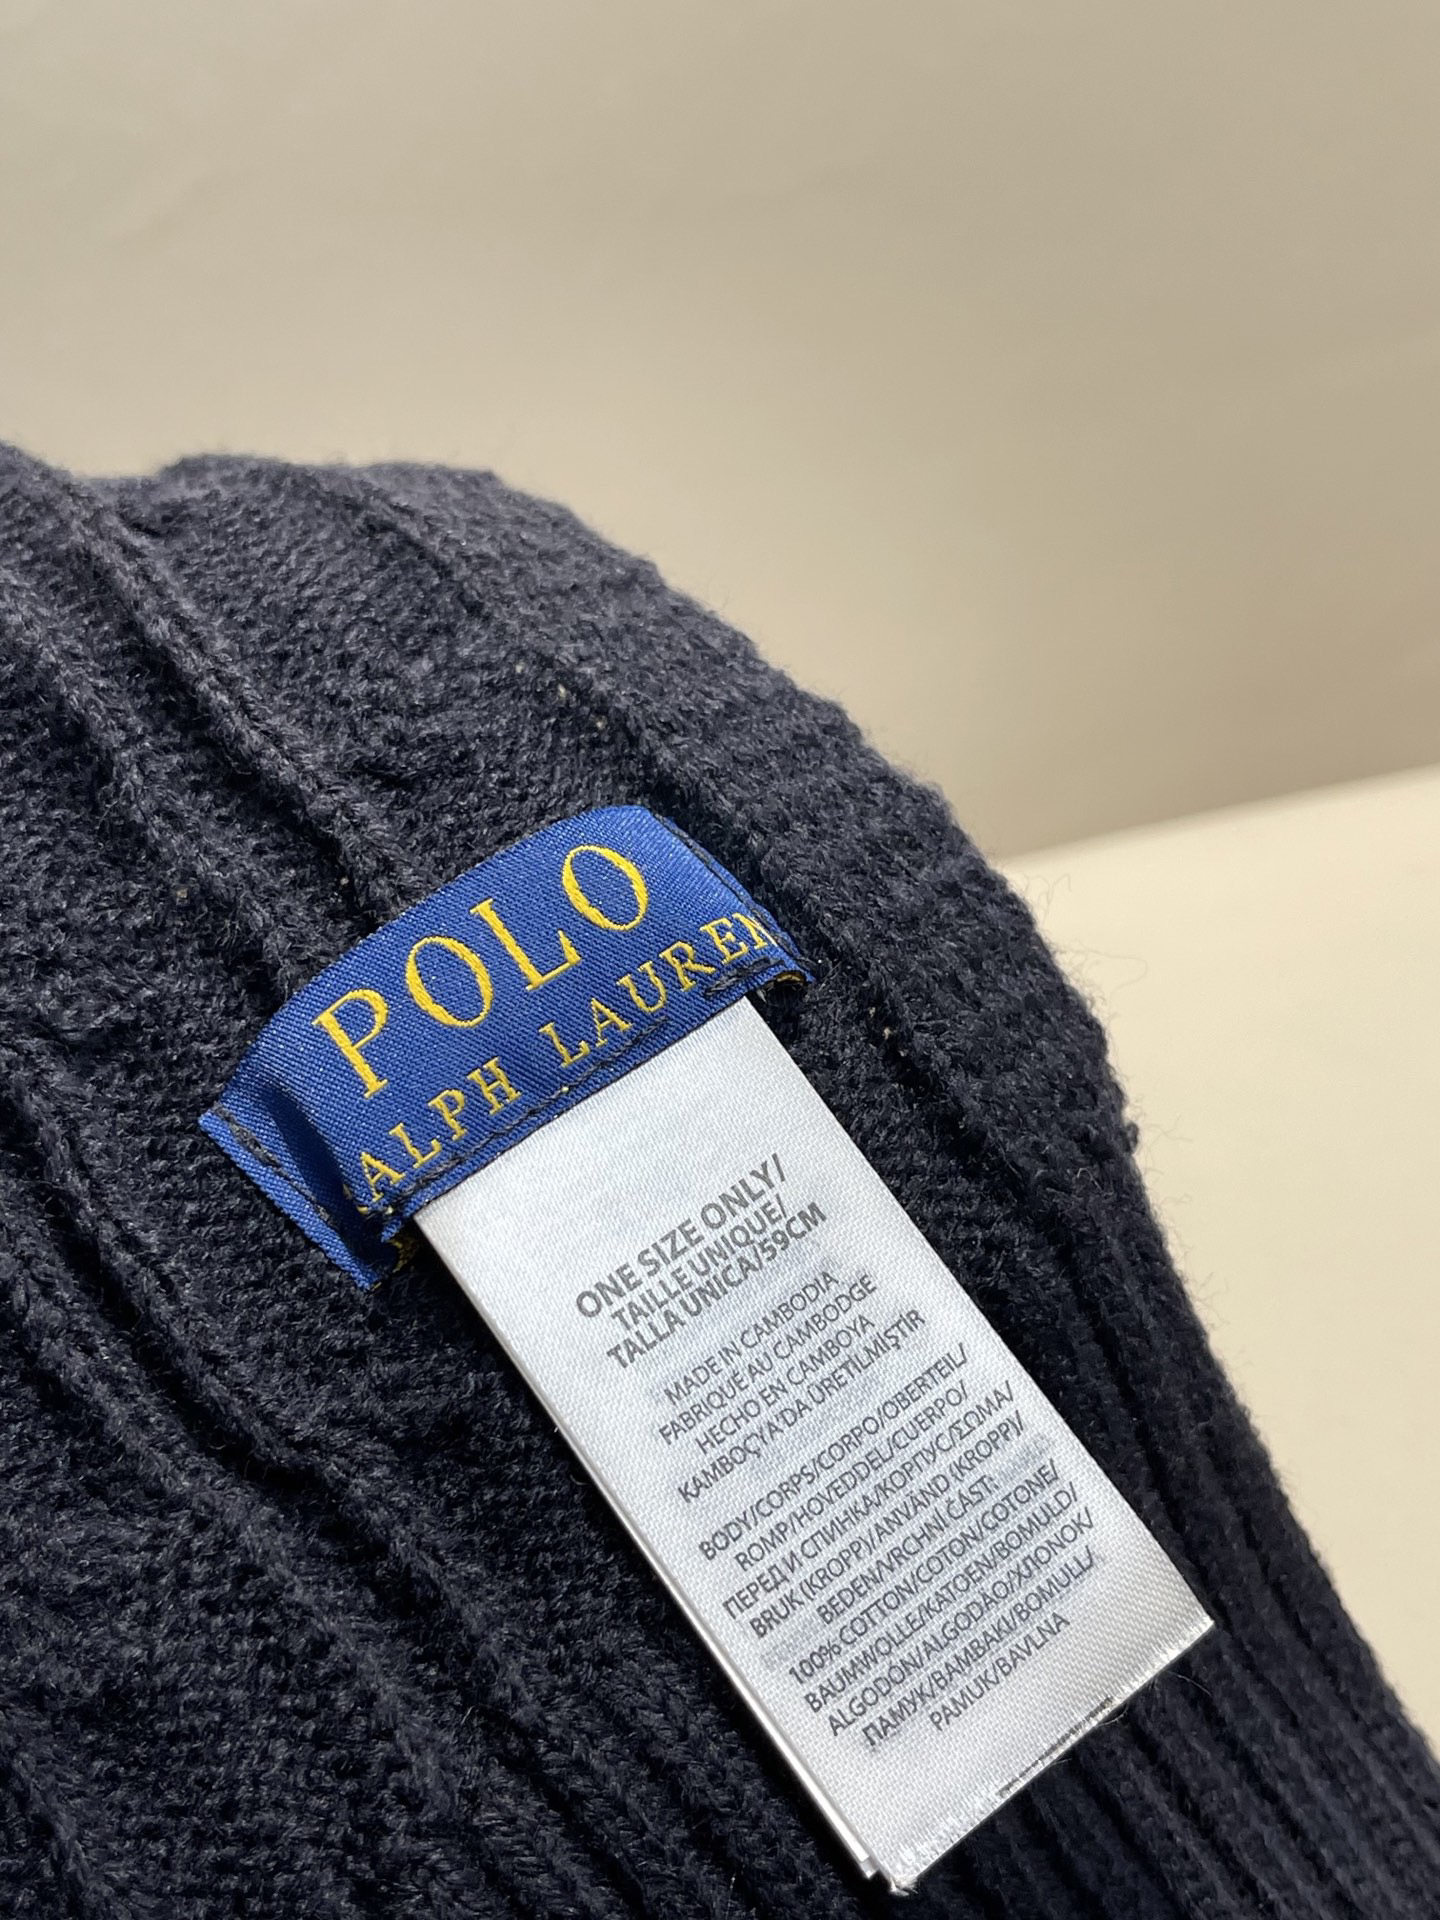 POLO
RALPH LAUREN
ONE SIZE ONLY/
TAILLE UNIQUE/
TALLA UNICA/59CM
MADE IN CAMBODIA
FABRIQUÉ AU CAMBODGE
HECHO EN CAMBOYA
KAMBOÇYA'DA ÜRETILMIŞTIR
BODY/CORPS/CORPO/OBERTEIL/
ROMP/HOVEDDEL/CUERPO/
ПЕРЕД И СПИНКА/КОРПУС/ΣΩΜΑ/
BRUK (KROPP)/ANVÄND (KROPP)/
BEDEN/VRCHNÍ ČÁST:
100% COTTON/COTON/COTONE/
BAUMWOLLE/KATOEN/BOMULD/
ALGODÓN/ALGODÃO/ХЛОПОК/
ПАМУК/BAMBAKI/BOMULL/
PAMUK/BAVLNA